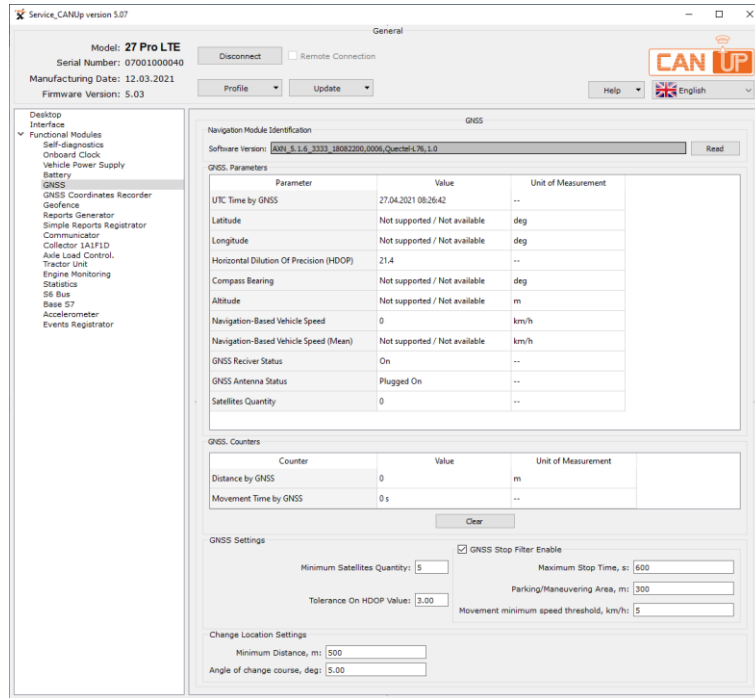 Service_CANUp version 5.07
General
Model: 27 Pro LTE
Serial Number: 07001000040
Manufacturing Date: 12.03.2021
Firmware Version: 5.03
Disconnect
Remote Connection
Profile
Update
CAN UP
Help
English
Desktop
Interface
Functional Modules
Self-diagnostics
Onboard Clock
Vehicle Power Supply
Battery
GNSS
GNSS Coordinates Recorder
Geofence
Reports Generator
Simple Reports Registrator
Communicator
Collector 1A1F1D
Axle Load Control.
Tractor Unit
Engine Monitoring
Statistics
S6 Bus
Base S7
Accelerometer
Events Registrator
GNSS
Navigation Module Identification
Software Version: AXN_5.1.6_3333_18082200,0006,Quectel-L76,1.0 Read
GNSS. Parameters
Parameter Value Unit of Measurement
UTC Time by GNSS 27.04.2021 08:26:42 --
Latitude Not supported / Not available deg
Longitude Not supported / Not available deg
Horizontal Dilution Of Precision (HDOP) 21.4 --
Compass Bearing Not supported / Not available deg
Altitude Not supported / Not available m
Navigation-Based Vehicle Speed 0 km/h
Navigation-Based Vehicle Speed (Mean) Not supported / Not available km/h
GNSS Reciver Status On --
GNSS Antenna Status Plugged On --
Satellites Quantity 0 --
GNSS. Counters
Counter Value Unit of Measurement
Distance by GNSS 0 m
Movement Time by GNSS 0 s --
Clear
GNSS Settings
Minimum Satellites Quantity: 5
Tolerance On HDOP Value: 3.00
GNSS Stop Filter Enable
Maximum Stop Time, s: 600
Parking/Maneuvering Area, m: 300
Movement minimum speed threshold, km/h: 5
Change Location Settings
Minimum Distance, m: 500
Angle of change course, deg: 5.00